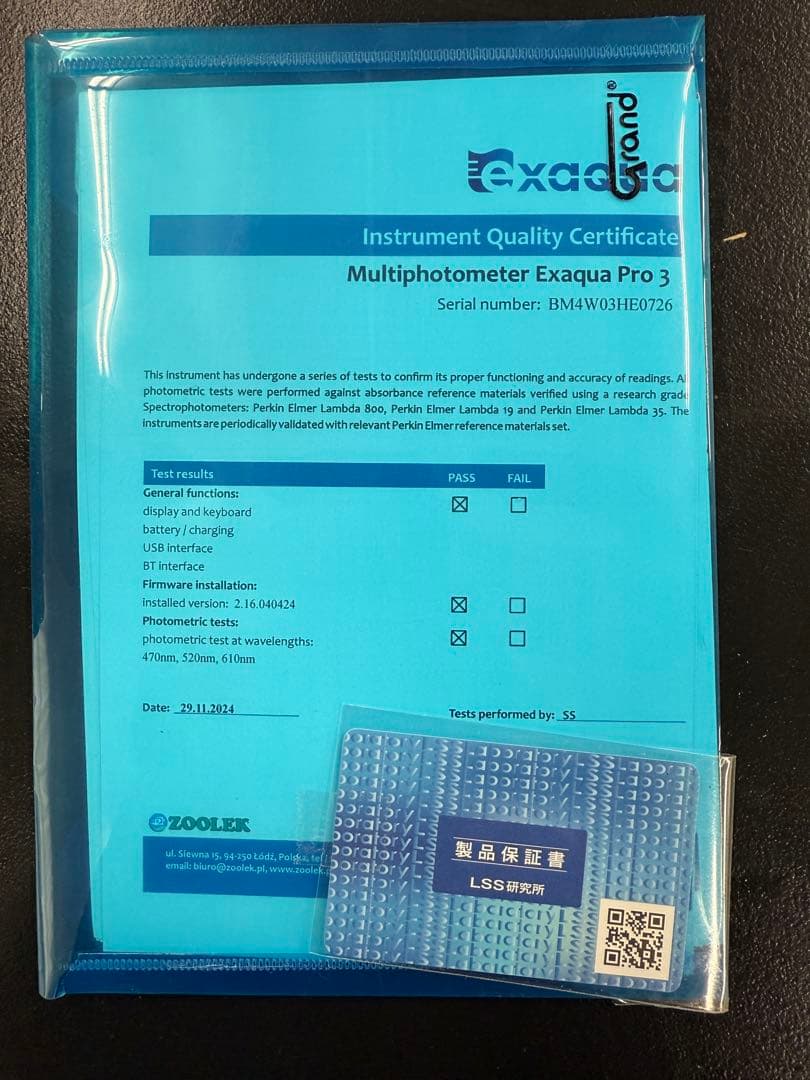 Grand®
exaqua
Instrument Quality Certificate
Multiphotometer Exaqua Pro 3
Serial number: BM4W03HE0726
This instrument has undergone a series of tests to confirm its proper functioning and accuracy of readings. Al
photometric tests were performed against absorbance reference materials verified using a research grade
Spectrophotometers: Perkin Elmer Lambda 800, Perkin Elmer Lambda 19 and Perkin Elmer Lambda 35. The
instruments are periodically validated with relevant Perkin Elmer reference materials set.
Test results PASS FAIL
General functions:
display and keyboard
battery / charging
USB interface
BT interface
Firmware installation:
installed version: 2.16.040424
Photometric tests:
photometric test at wavelengths:
470nm, 520nm, 610nm
Date: 29.11.2024
Tests performed by: SS
ZOOLEK
ul. Siewna 15, 94-250 Łódź, Polska, tel
email: biuro@zoolek.pl, www.zoolek.
製品保証書
LSS研究所